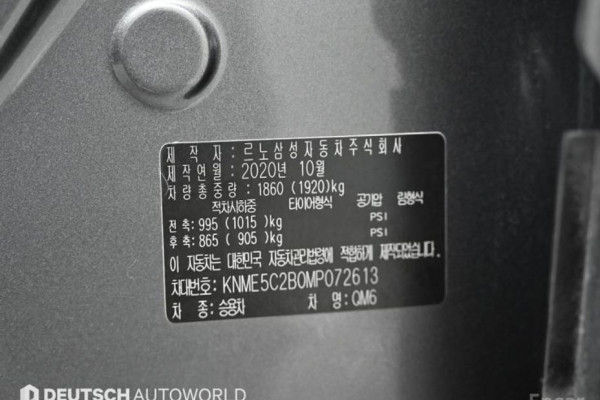 제 작 자 : 르노삼성자동차주식회사
제작연월 : 2020년 10월
차량총중량 : 1860 (1920)kg
적차시하중 타이어형식 공기압 림형식
전 축: 995 (1015 )kg PSI
후 축: 865 ( 905 )kg PSI
이 자동차는 대한민국 자동차관리법령에 적합하게 제작되었습니다.
차대번호: KNME5C2B0MP072613
차 종: 승용차 차 명: QM6
DEUTSCH AUTOWORLD